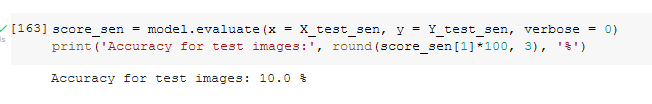 [163] score_sen = model.evaluate(x = X_test_sen, y = Y_test_sen, verbose = 0)
print('Accuracy for test images:', round(score_sen[1]*100, 3), '%')
Accuracy for test images: 10.0 %